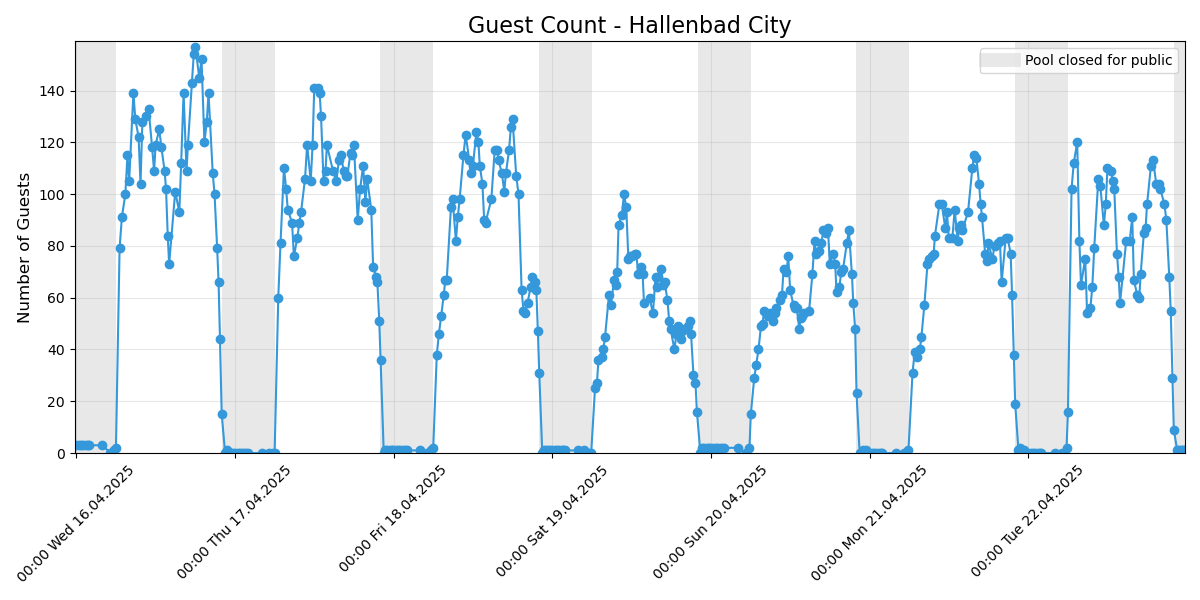 Guest Count - Hallenbad City
Pool closed for public
Number of Guests
140
120
100
80
60
40
20
0
00:00 Wed 16.04.2025
00:00 Thu 17.04.2025
00:00 Fri 18.04.2025
00:00 Sat 19.04.2025
00:00 Sun 20.04.2025
00:00 Mon 21.04.2025
00:00 Tue 22.04.2025